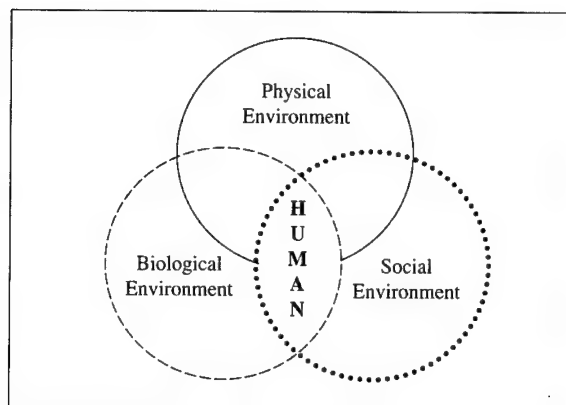 Physical
Environment
H
U
M
A
N
Biological
Environment
Social
Environment